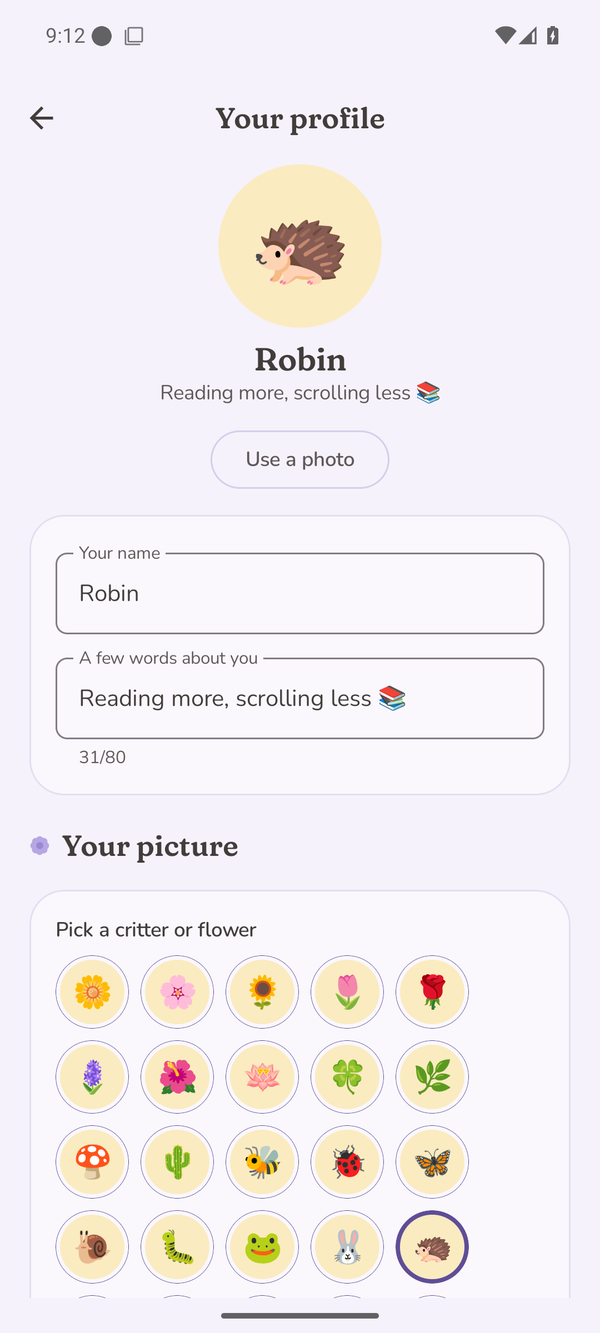 9:12
Your profile
Robin
Reading more, scrolling less 📚
Use a photo
Your name
Robin
A few words about you
Reading more, scrolling less 📚
31/80
Your picture
Pick a critter or flower